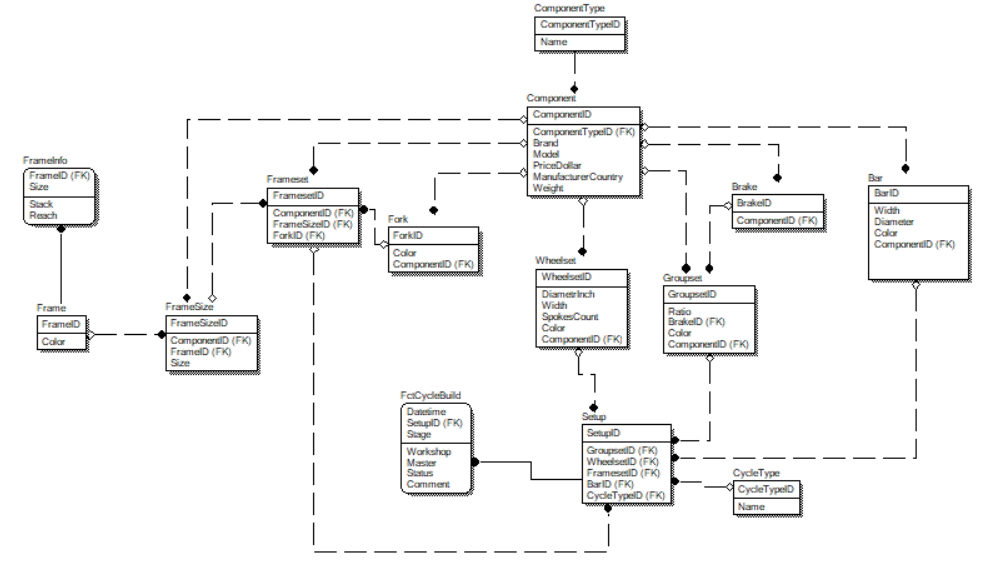 ComponentType
ComponentTypeID
Name
Component
ComponentID
ComponentTypeID (FK)
Brand
Model
PriceDollar
ManufacturerCountry
Weight
FrameInfo
FrameID (FK)
Size
Stack
Reach
Frameset
FramesetID
ComponentID (FK)
FrameSizeID (FK)
ForkID (FK)
Fork
ForkID
Color
ComponentID (FK)
Brake
BrakeID
ComponentID (FK)
Bar
BarID
Width
Diameter
Color
ComponentID (FK)
Wheelset
WheelsetID
DiametrInch
Width
SpokesCount
Color
ComponentID (FK)
Groupset
GroupsetID
Ratio
BrakeID (FK)
Color
ComponentID (FK)
Frame
FrameID
Color
FrameSize
FrameSizeID
ComponentID (FK)
FrameID (FK)
Size
FctCycleBuild
Datetime
SetupID (FK)
Stage
Workshop
Master
Status
Comment
Setup
SetupID
GroupsetID (FK)
WheelsetID (FK)
FramesetID (FK)
BarID (FK)
CycleTypeID (FK)
CycleType
CycleTypeID
Name